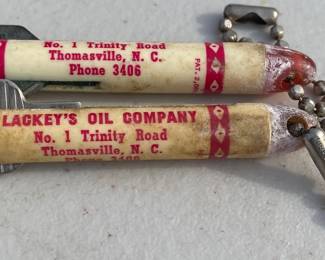 No. 1 Trinity Road
Thomasville, N. C.
Phone 3406
LACKEY'S OIL COMPANY
No. 1 Trinity Road
Thomasville, N. C.